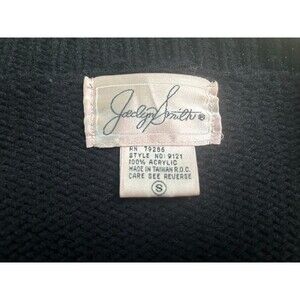 Jaclyn Smith®
RN 79286
STYLE NO: 9121
100% ACRYLIC
MADE IN TAIWAN R.O.C.
CARE SEE REVERSE
S